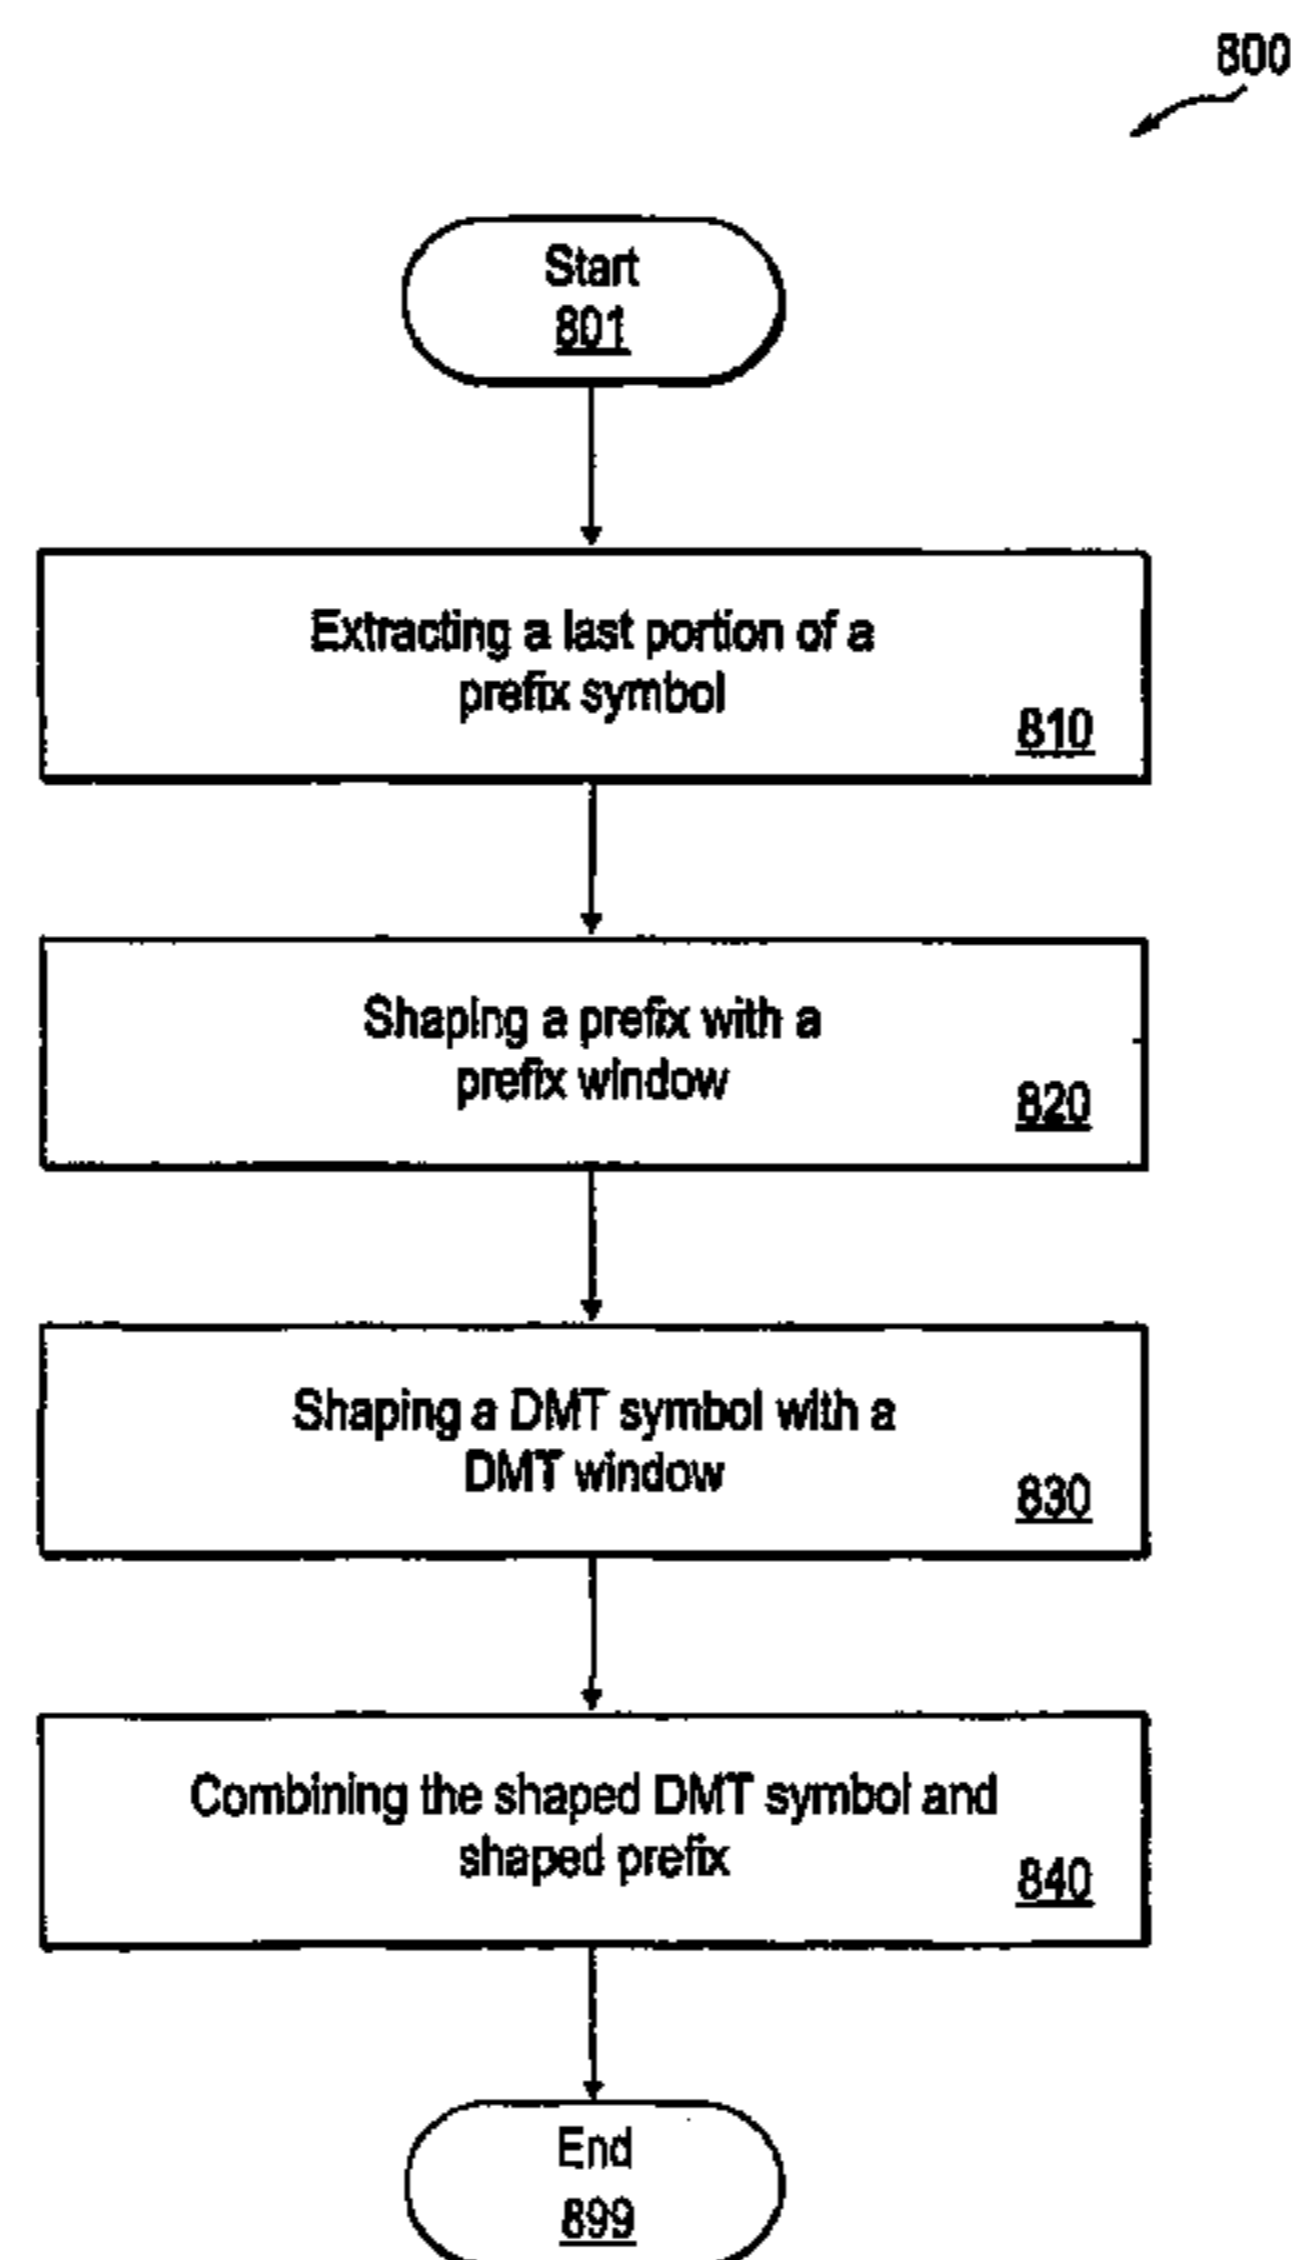 800
Start
801
Extracting a last portion of a
prefix symbol
810
Shaping a prefix with a
prefix window
820
Shaping a DMT symbol with a
DMT window
830
Combining the shaped DMT symbol and
shaped prefix
840
End
899